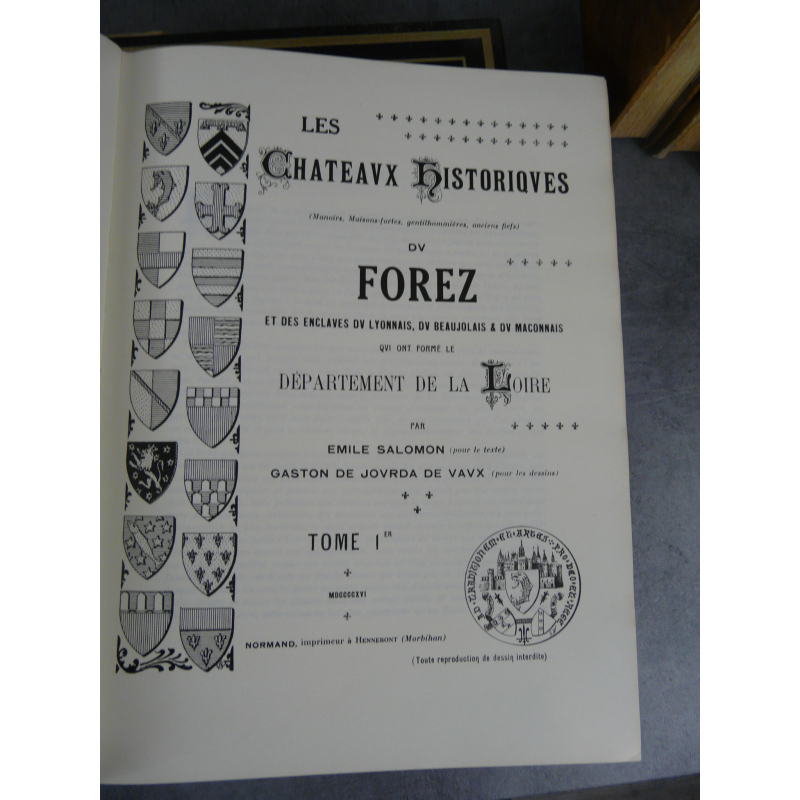 LES
CHATEAVX HISTORIQVES
(Manoirs, Maisons-fortes, gentilhommières, anciens fiefs)
DV
FOREZ
ET DES ENCLAVES DV LYONNAIS, DV BEAUJOLAIS & DV MACONNAIS
QVI ONT FORMÉ LE
DÉPARTEMENT DE LA LOIRE
PAR
EMILE SALOMON (pour le texte)
GASTON DE JOVRDA DE VAVX (pour les dessins)
TOME IER
MDCCCCXVI
NORMAND, imprimeur à HENNEBONT (Morbihan)
(Toute reproduction de dessin interdite)